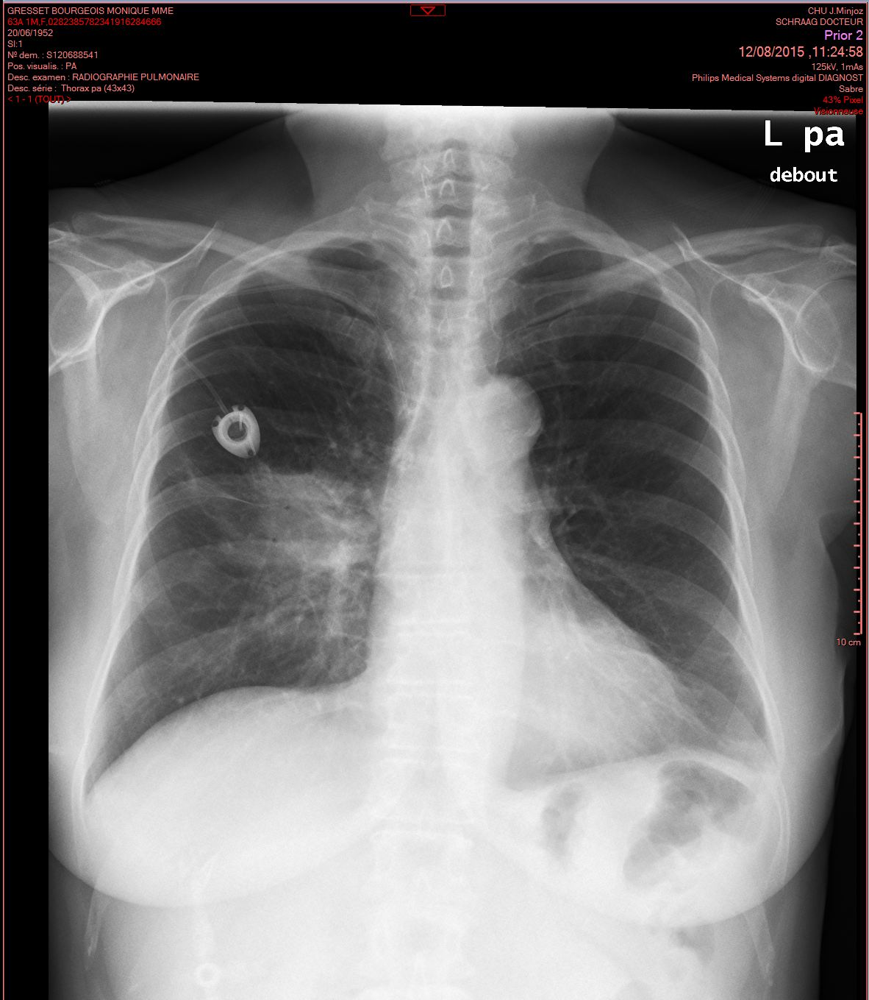 GRESSET BOURGEOIS MONIQUE MME
63A 1M,F,0282385782341916284666
20/06/1952
SI:1
Nº dem. : S120688541
Pos. visualis. : PA
Desc. examen : RADIOGRAPHIE PULMONAIRE
Desc. série : Thorax pa (43x43)
< 1 - 1 (TOUT) >
CHU J.Minjoz
SCHRAAG DOCTEUR
Prior 2
12/08/2015 ,11:24:58
125kV, 1mAs
Philips Medical Systems digital DIAGNOST
Sabre
43% Pixel
Visionneuse
L pa
debout
10 cm